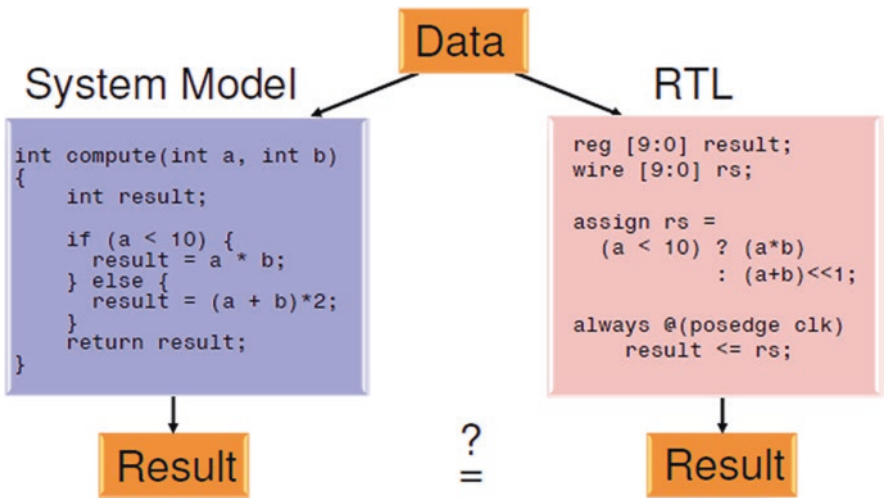 Data
System Model
int compute(int a, int b)
{
    int result;

    if (a < 10) {
      result = a * b;
    } else {
      result = (a + b)*2;
    }
    return result;
}
Result
?
=
RTL
reg [9:0] result;
wire [9:0] rs;

assign rs =
  (a < 10) ? (a*b)
           : (a+b)<<1;

always @(posedge clk)
    result <= rs;
Result